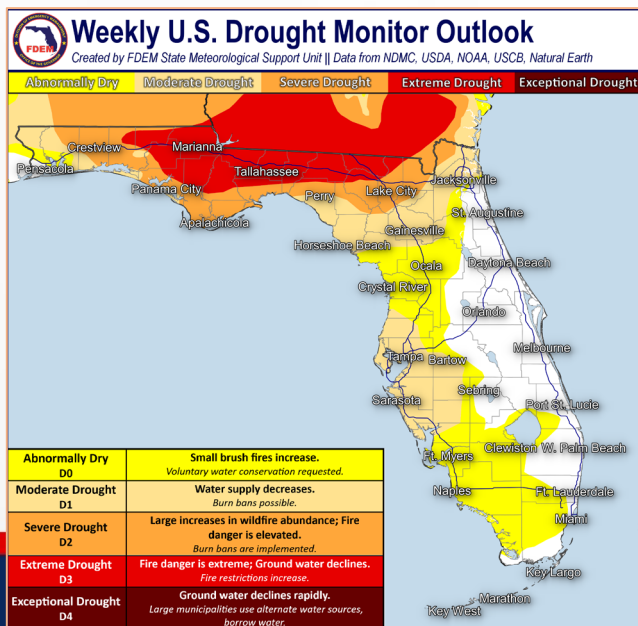 FDEM
Weekly U.S. Drought Monitor Outlook
Created by FDEM State Meteorological Support Unit || Data from NDMC, USDA, NOAA, USCB, Natural Earth
Abnormally Dry Moderate Drought Severe Drought Extreme Drought Exceptional Drought
Crestview
Marianna
Pensacola
Tallahassee
Jacksonville
Panama City
Perry
Lake City
Apalachicola
St. Augustine
Gainesville
Horseshoe Beach
Ocala
Daytona Beach
Crystal River
Orlando
Melbourne
Tampa
Bartow
Sebring
Sarasota
Port St. Lucie
Clewiston
W. Palm Beach
Ft. Myers
Naples
Ft. Lauderdale
Miami
Key Largo
Marathon
Key West
Abnormally Dry
D0
Small brush fires increase.
Voluntary water conservation requested.
Moderate Drought
D1
Water supply decreases.
Burn bans possible.
Severe Drought
D2
Large increases in wildfire abundance; Fire
danger is elevated.
Burn bans are implemented.
Extreme Drought
D3
Fire danger is extreme; Ground water declines.
Fire restrictions increase.
Exceptional Drought
D4
Ground water declines rapidly.
Large municipalities use alternate water sources,
borrow water.